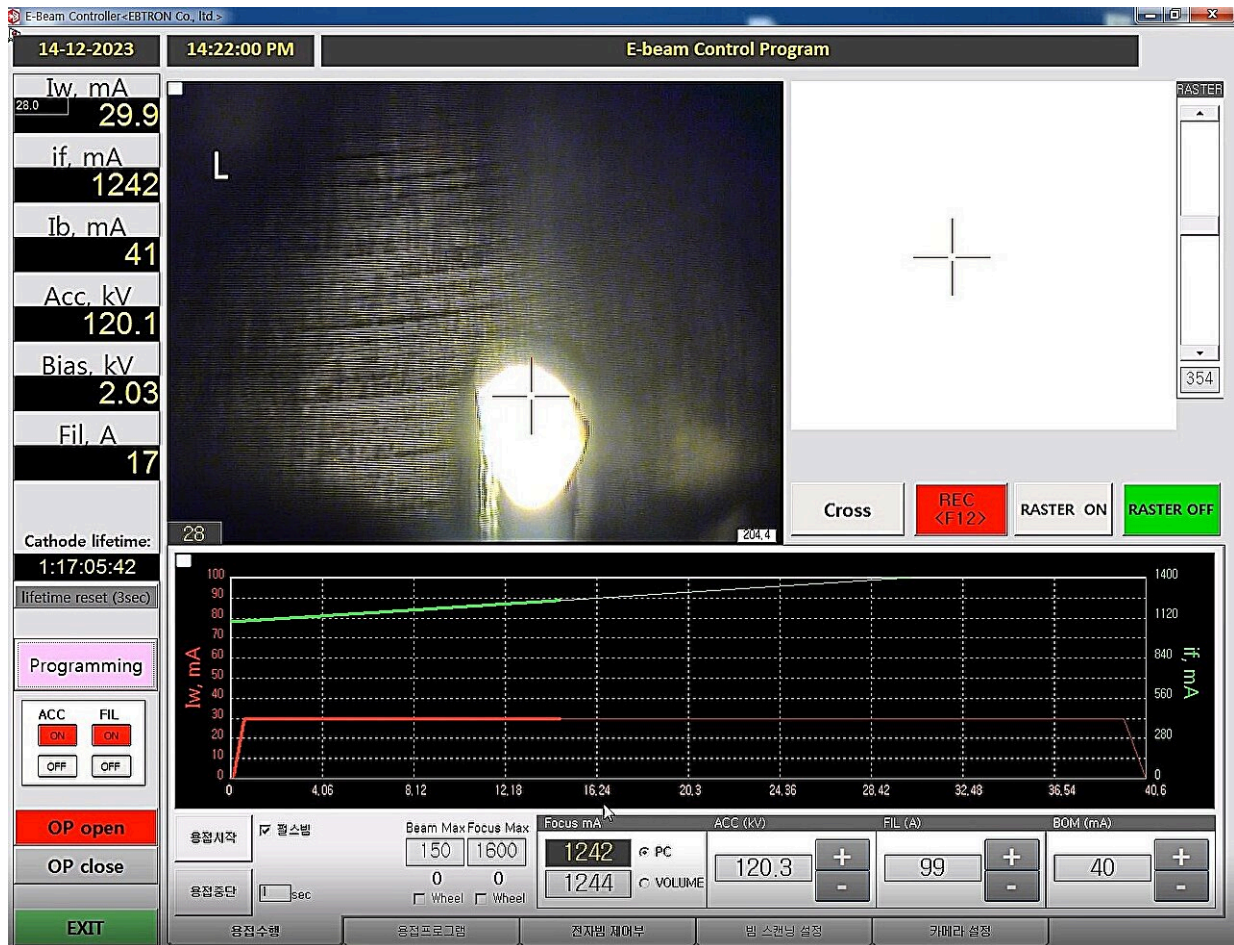 E-Beam Controller<EBTRON Co., ltd.>
14-12-2023
14:22:00 PM
E-beam Control Program
Iw, mA
28.0
29.9
if, mA
1242
Ib, mA
41
Acc, kV
120.1
Bias, kV
2.03
Fil, A
17
Cathode lifetime:
1:17:05:42
lifetime reset (3sec)
Programming
ACC FIL
ON ON
OFF OFF
OP open
OP close
EXIT
L
28
204,4
RASTER
354
Cross
REC
<F12>
RASTER ON
RASTER OFF
Iw, mA
100
90
80
70
60
50
40
30
20
10
0
if, mA
1400
1120
840
560
280
0
0 4,06 8,12 12,18 16,24 20,3 24,36 28,42 32,48 36,54 40,6
용접시작
펄스빔
용접중단
1 sec
Beam Max Focus Max
150 1600
0 0
Wheel Wheel
Focus mA
1242 PC
1244 VOLUME
ACC (kV)
120.3 + -
FIL (A)
99 + -
BOM (mA)
40 + -
용접수행 용접프로그램 전자빔 제어부 빔 스캐닝 설정 카메라 설정